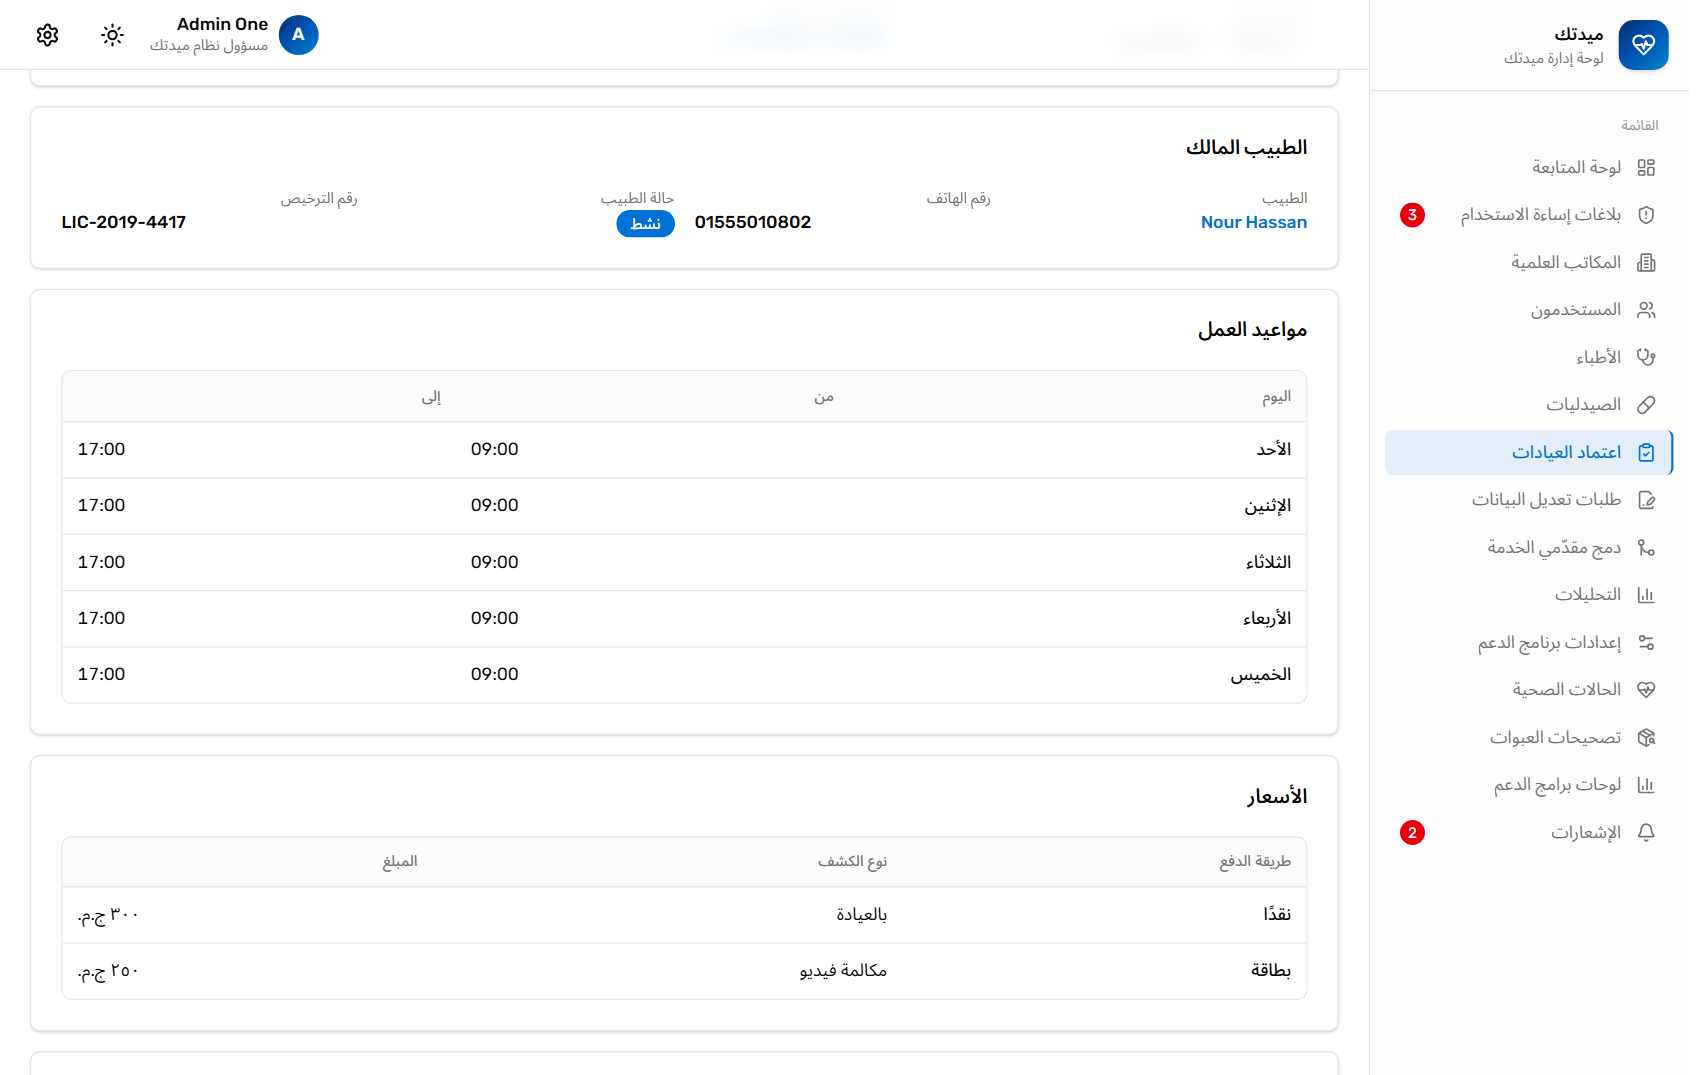 ميدتك
لوحة إدارة ميدتك
Admin One
مسؤول نظام ميدتك
A
القائمة
لوحة المتابعة
بلاغات إساءة الاستخدام
3
المكاتب العلمية
المستخدمون
الأطباء
الصيدليات
اعتماد العيادات
طلبات تعديل البيانات
دمج مقدّمي الخدمة
التحليلات
إعدادات برنامج الدعم
الحالات الصحية
تصحيحات العبوات
لوحات برامج الدعم
الإشعارات
2
الطبيب المالك
الطبيب
Nour Hassan
رقم الهاتف
01555010802
حالة الطبيب
نشط
رقم الترخيص
LIC-2019-4417
مواعيد العمل
اليوم من إلى
الأحد 09:00 17:00
الإثنين 09:00 17:00
الثلاثاء 09:00 17:00
الأربعاء 09:00 17:00
الخميس 09:00 17:00
الأسعار
طريقة الدفع نوع الكشف المبلغ
نقدًا بالعيادة ٣٠٠ ج.م.
بطاقة مكالمة فيديو ٢٥٠ ج.م.